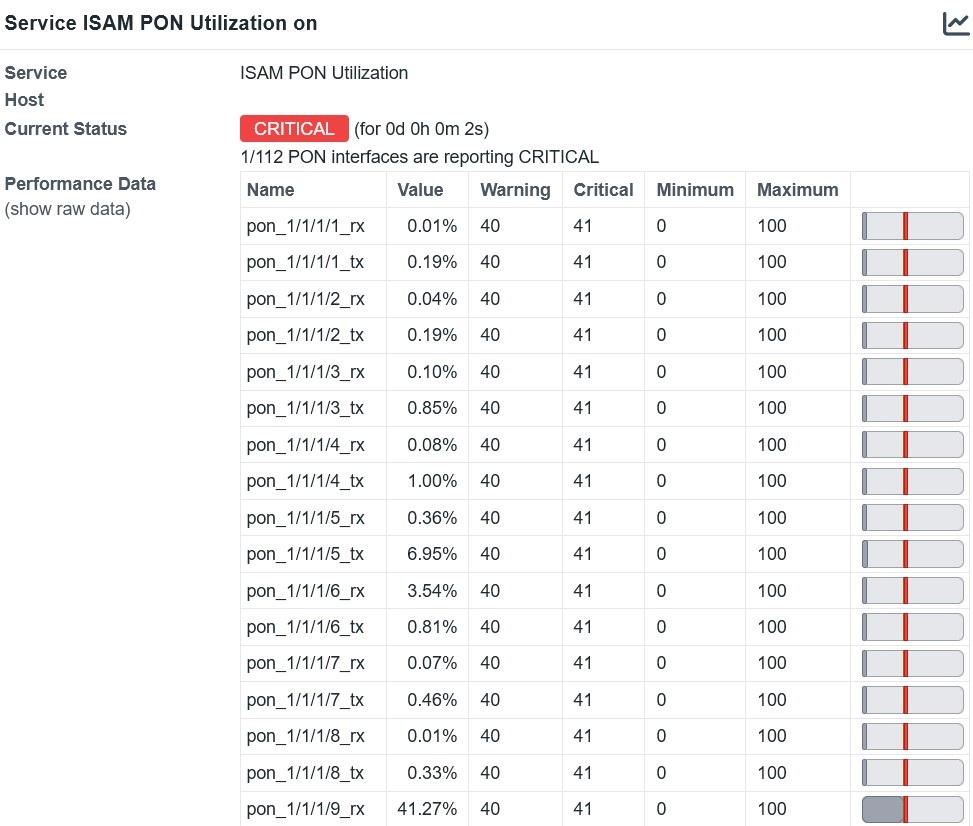 Service ISAM PON Utilization on
Service ISAM PON Utilization
Host
Current Status CRITICAL (for 0d 0h 0m 2s)
1/112 PON interfaces are reporting CRITICAL
Performance Data
(show raw data)
Name Value Warning Critical Minimum Maximum
pon_1/1/1/1_rx 0.01% 40 41 0 100
pon_1/1/1/1_tx 0.19% 40 41 0 100
pon_1/1/1/2_rx 0.04% 40 41 0 100
pon_1/1/1/2_tx 0.19% 40 41 0 100
pon_1/1/1/3_rx 0.10% 40 41 0 100
pon_1/1/1/3_tx 0.85% 40 41 0 100
pon_1/1/1/4_rx 0.08% 40 41 0 100
pon_1/1/1/4_tx 1.00% 40 41 0 100
pon_1/1/1/5_rx 0.36% 40 41 0 100
pon_1/1/1/5_tx 6.95% 40 41 0 100
pon_1/1/1/6_rx 3.54% 40 41 0 100
pon_1/1/1/6_tx 0.81% 40 41 0 100
pon_1/1/1/7_rx 0.07% 40 41 0 100
pon_1/1/1/7_tx 0.46% 40 41 0 100
pon_1/1/1/8_rx 0.01% 40 41 0 100
pon_1/1/1/8_tx 0.33% 40 41 0 100
pon_1/1/1/9_rx 41.27% 40 41 0 100